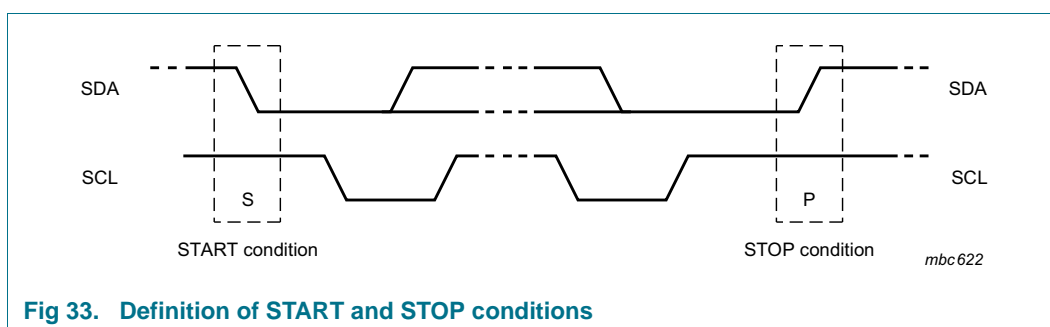 SDA SDA
SCL SCL
S P
START condition STOP condition
mbc622
Fig 33. Definition of START and STOP conditions